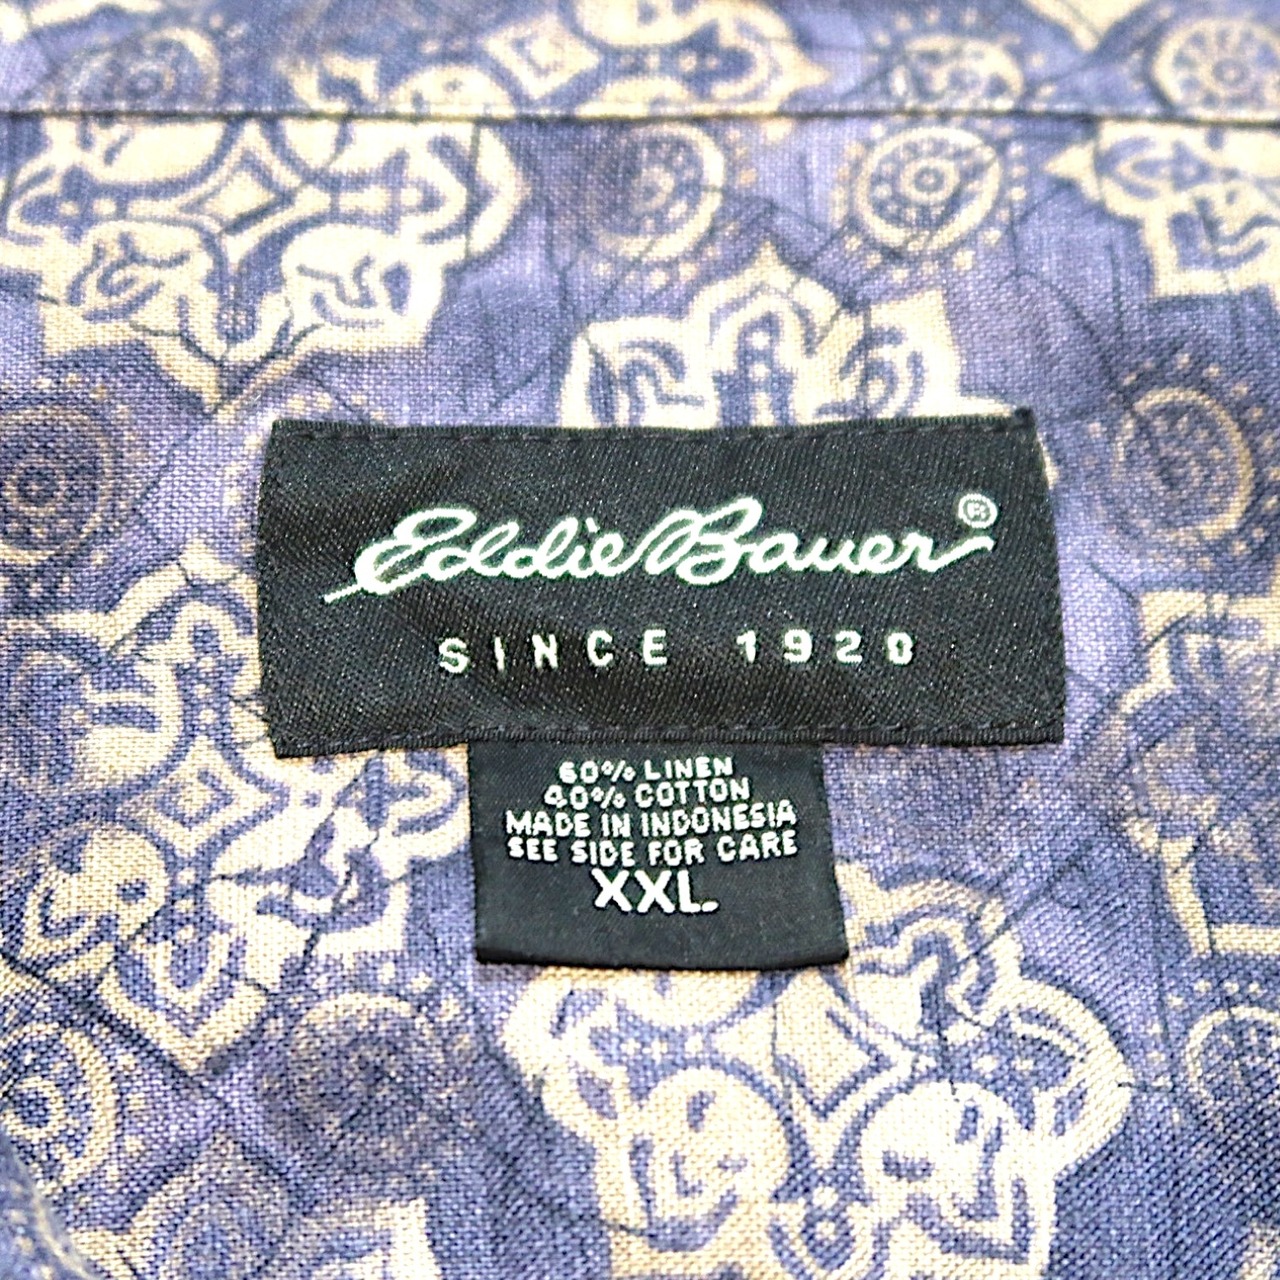 Eddie Bauer ®
SINCE 1920
60% LINEN
40% COTTON
MADE IN INDONESIA
SEE SIDE FOR CARE
XXL.